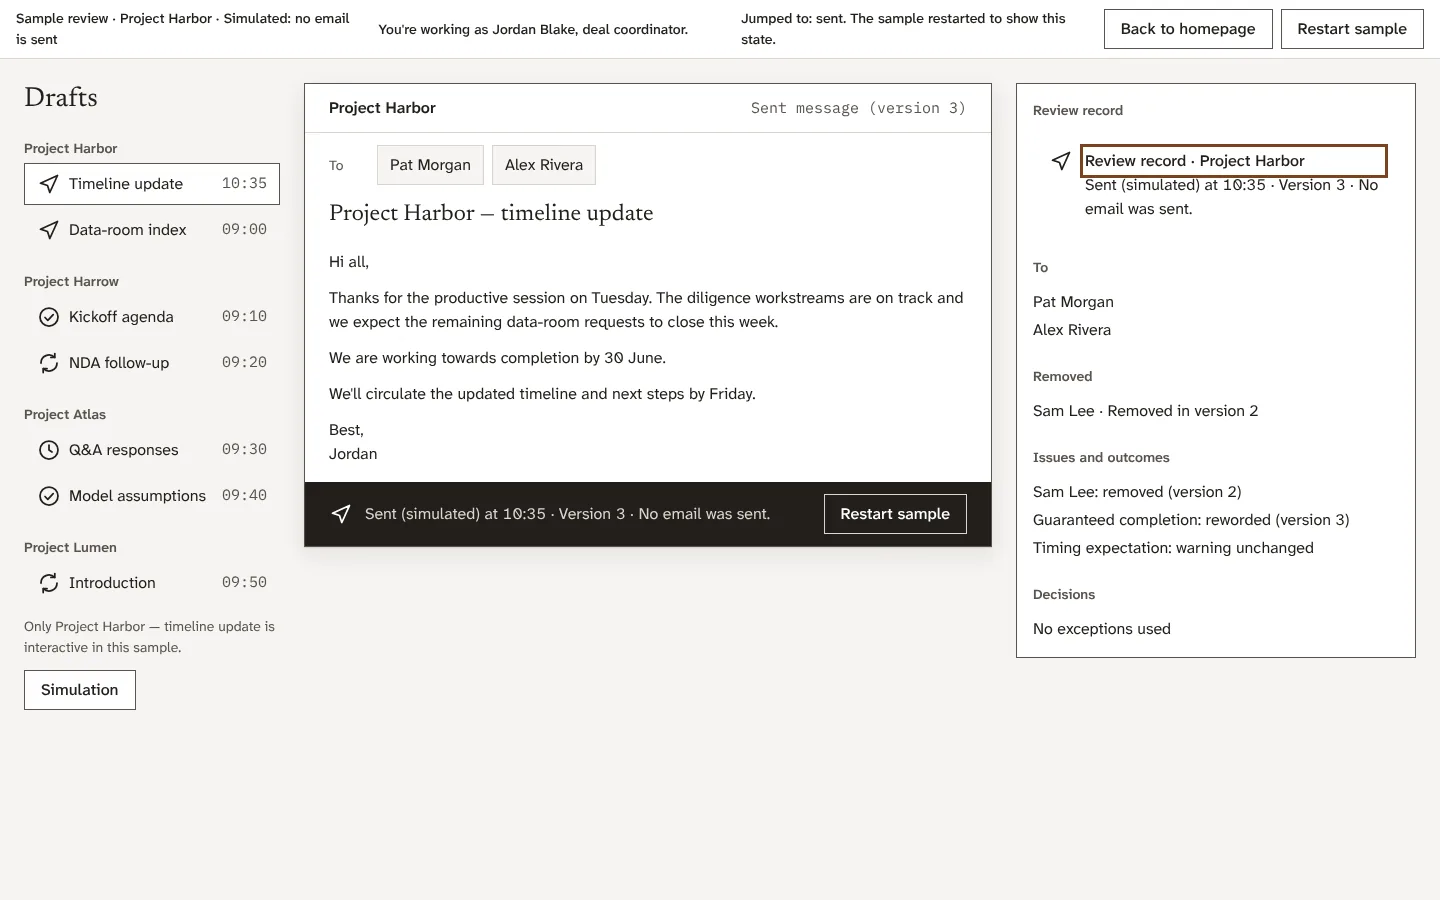 Sample review · Project Harbor · Simulated: no email
is sent
You're working as Jordan Blake, deal coordinator.
Jumped to: sent. The sample restarted to show this
state.
Back to homepage
Restart sample
Drafts
Project Harbor
Timeline update 10:35
Data-room index 09:00
Project Harrow
Kickoff agenda 09:10
NDA follow-up 09:20
Project Atlas
Q&A responses 09:30
Model assumptions 09:40
Project Lumen
Introduction 09:50
Only Project Harbor — timeline update is
interactive in this sample.
Simulation
Project Harbor
Sent message (version 3)
To Pat Morgan Alex Rivera
Project Harbor — timeline update
Hi all,
Thanks for the productive session on Tuesday. The diligence workstreams are on track and
we expect the remaining data-room requests to close this week.
We are working towards completion by 30 June.
We'll circulate the updated timeline and next steps by Friday.
Best,
Jordan
Sent (simulated) at 10:35 · Version 3 · No email was sent.
Restart sample
Review record
Review record · Project Harbor
Sent (simulated) at 10:35 · Version 3 · No
email was sent.
To
Pat Morgan
Alex Rivera
Removed
Sam Lee · Removed in version 2
Issues and outcomes
Sam Lee: removed (version 2)
Guaranteed completion: reworded (version 3)
Timing expectation: warning unchanged
Decisions
No exceptions used